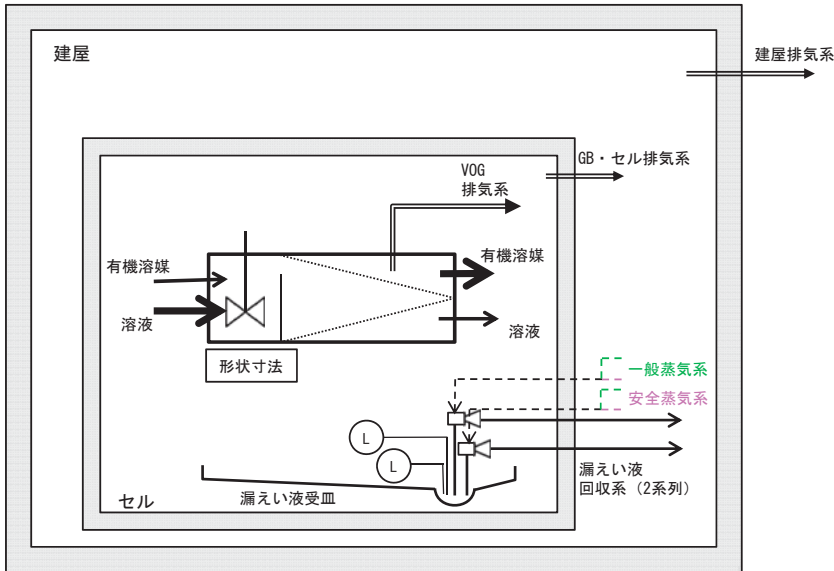 建屋
建屋排気系
GB・セル排気系
VOG
排気系
有機溶媒
有機溶媒
溶液
溶液
形状寸法
一般蒸気系
安全蒸気系
L
L
漏えい液
回収系（2系列）
漏えい液受皿
セル